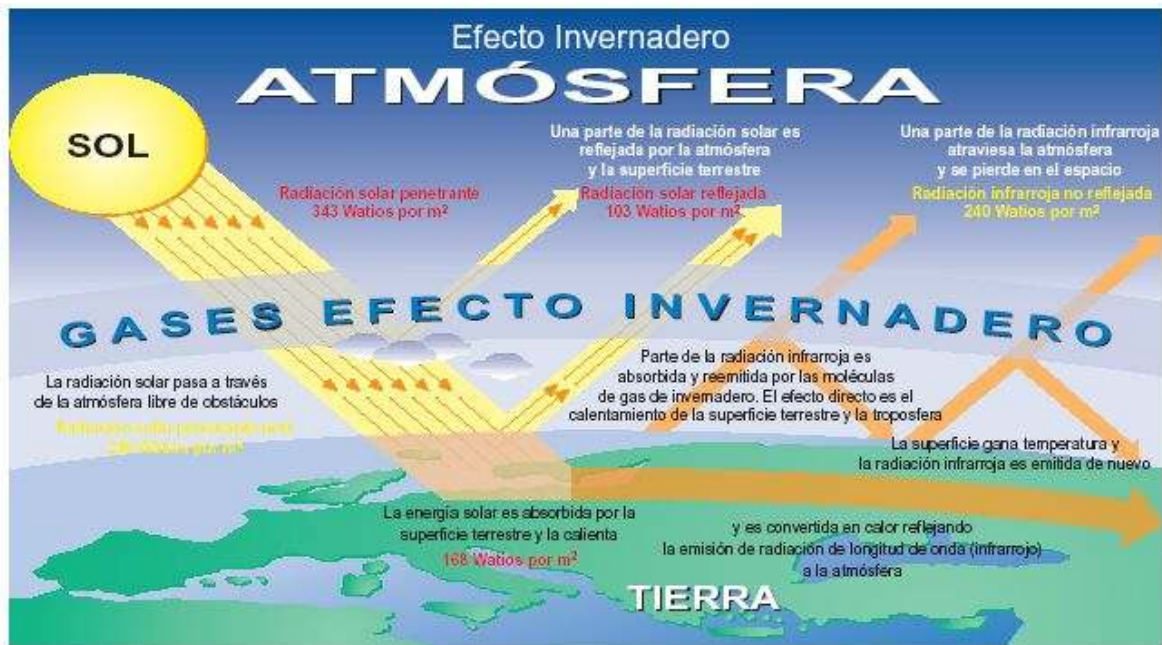 Efecto Invernadero
ATMÓSFERA
SOL
Una parte de la radiación solar es
reflejada por la atmósfera
y la superficie terrestre
Radiación solar reflejada
103 Watios por m²
Una parte de la radiación infrarroja
atraviesa la atmósfera
y se pierde en el espacio
Radiación infrarroja no reflejada
240 Watios por m²
Radiación solar penetrante
343 Watios por m²
GASES EFECTO INVERNADERO
La radiación solar pasa a través
de la atmósfera libre de obstáculos
Radiación solar
Parte de la radiación infrarroja es
absorbida y reemitida por las moléculas
de gas de invernadero. El efecto directo es el
calentamiento de la superficie terrestre y la troposfera
La superficie gana temperatura y
la radiación infrarroja es emitida de nuevo
La energía solar es absorbida por la
superficie terrestre y la calienta
168 Watios por m²
y es convertida en calor reflejando
la emisión de radiación de longitud de onda (infrarrojo)
a la atmósfera
TIERRA